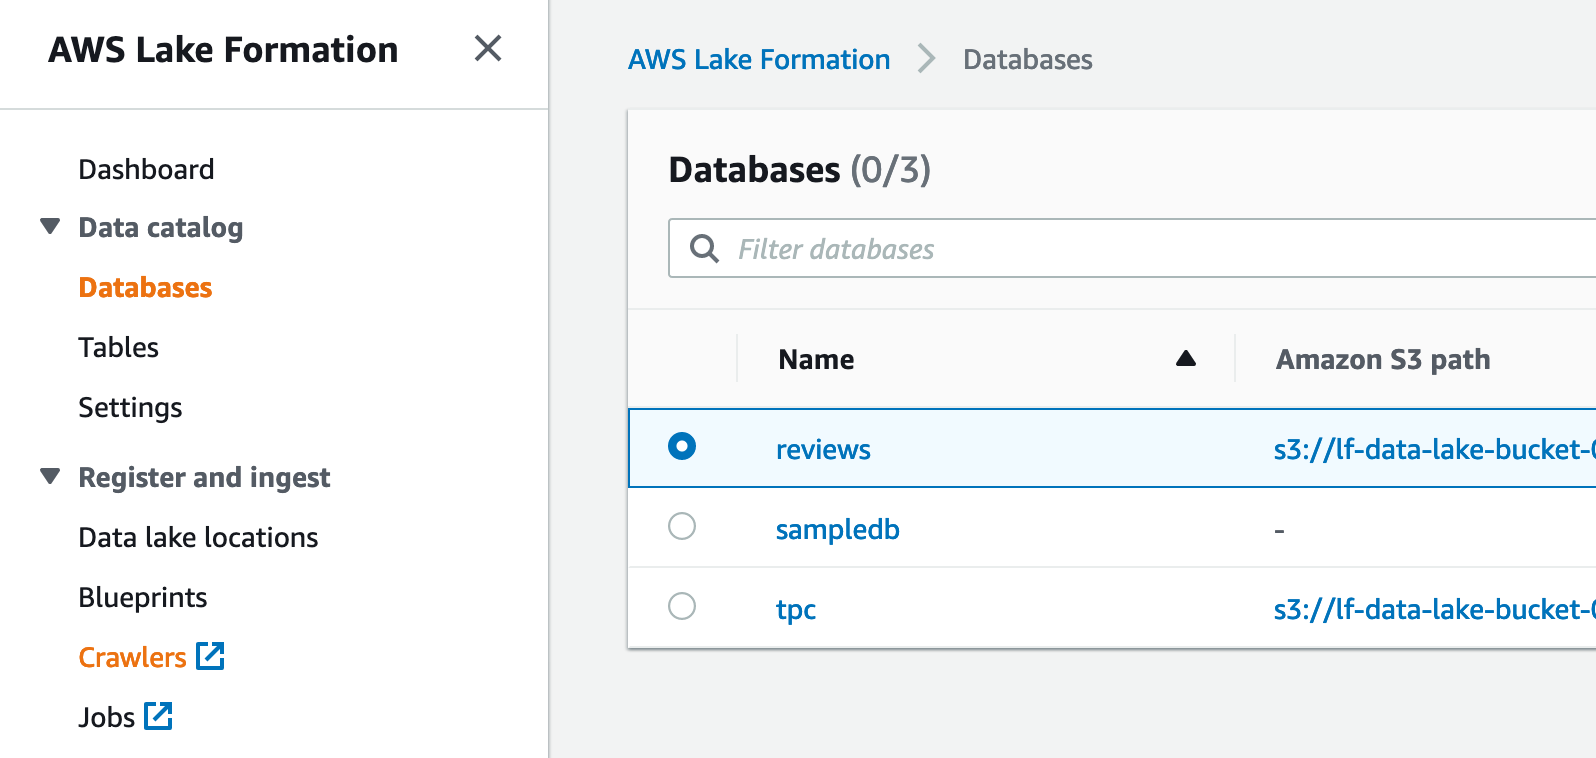 AWS Lake Formation
Dashboard
Data catalog
Databases
Tables
Settings
Register and ingest
Data lake locations
Blueprints
Crawlers
Jobs
AWS Lake Formation > Databases
Databases (0/3)
Filter databases
Name Amazon S3 path
reviews s3://lf-data-lake-bucket-
sampledb -
tpc s3://lf-data-lake-bucket-